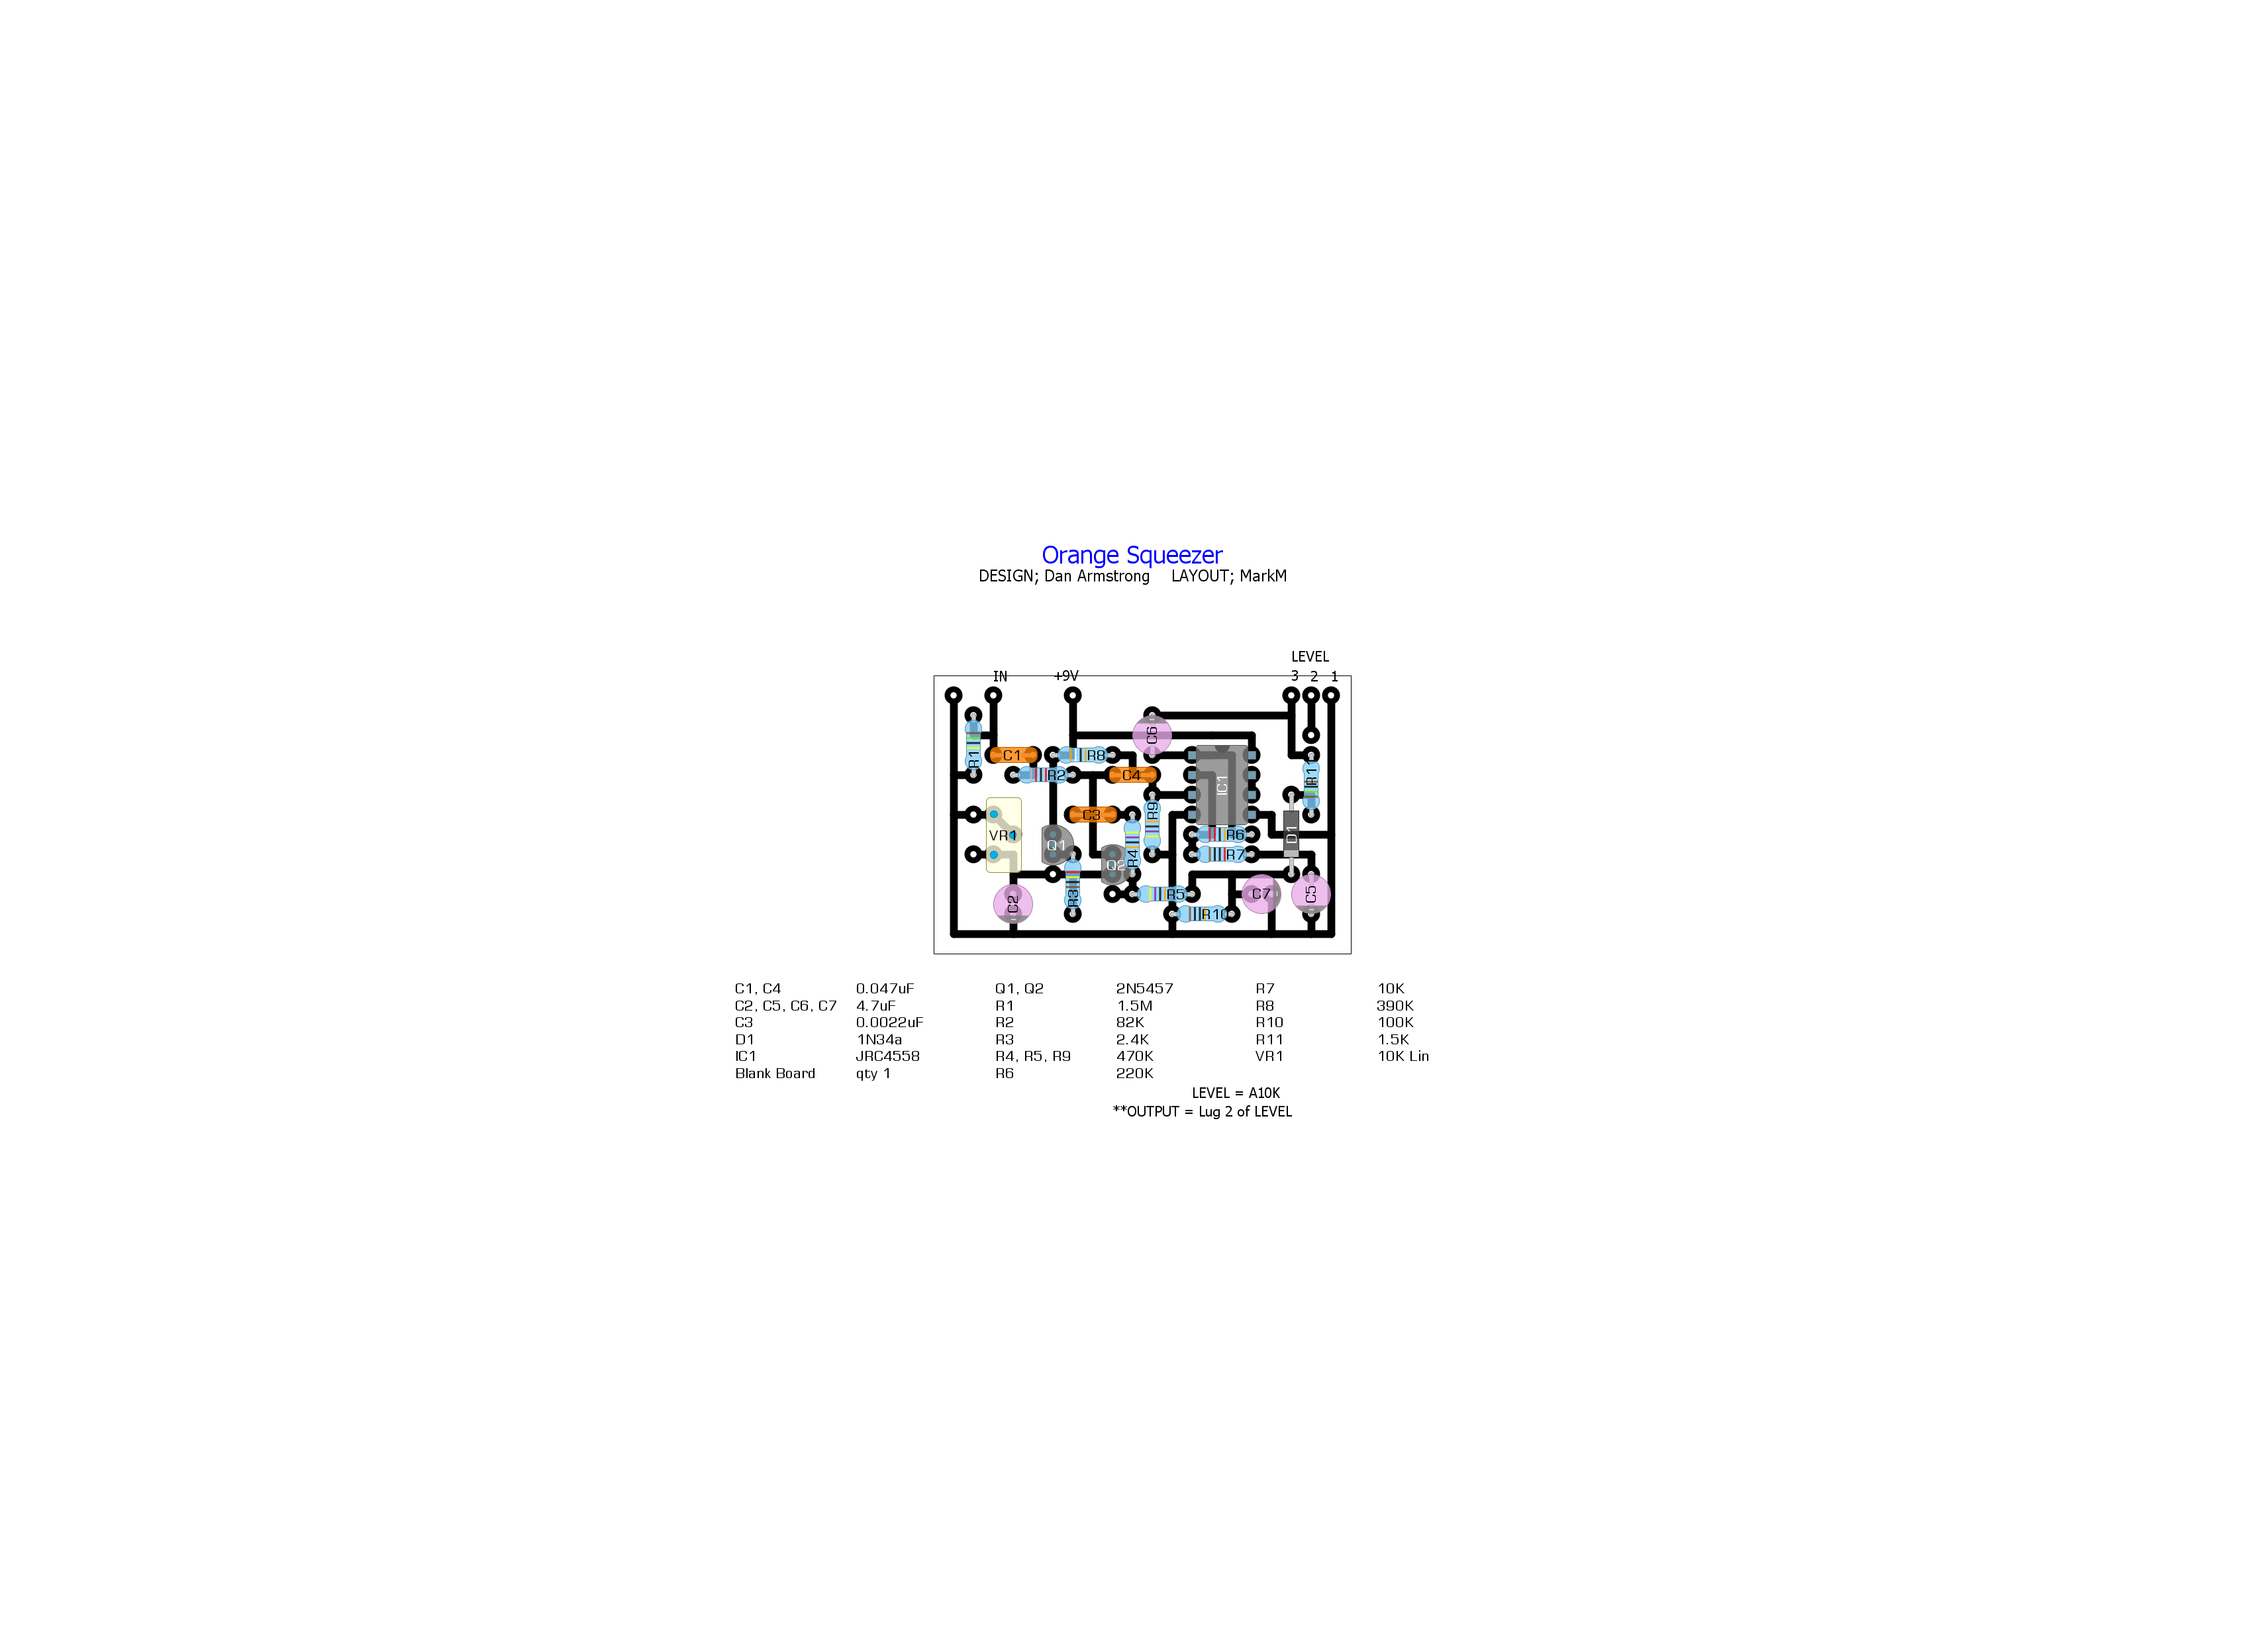 Orange Squeezer
DESIGN; Dan Armstrong LAYOUT; MarkM
LEVEL
IN +9V 3 2 1
C6
R1 C1 R8
R2 C4 IC1 R11
C3 R9
VR1 Q1 R6 D1
Q2 R4 R7
C2 R3 R5 C7 C5
R10
C1, C4 0.047uF Q1, Q2 2N5457 R7 10K
C2, C5, C6, C7 4.7uF R1 1.5M R8 390K
C3 0.0022uF R2 82K R10 100K
D1 1N34a R3 2.4K R11 1.5K
IC1 JRC4558 R4, R5, R9 470K VR1 10K Lin
Blank Board qty 1 R6 220K
LEVEL = A10K
**OUTPUT = Lug 2 of LEVEL